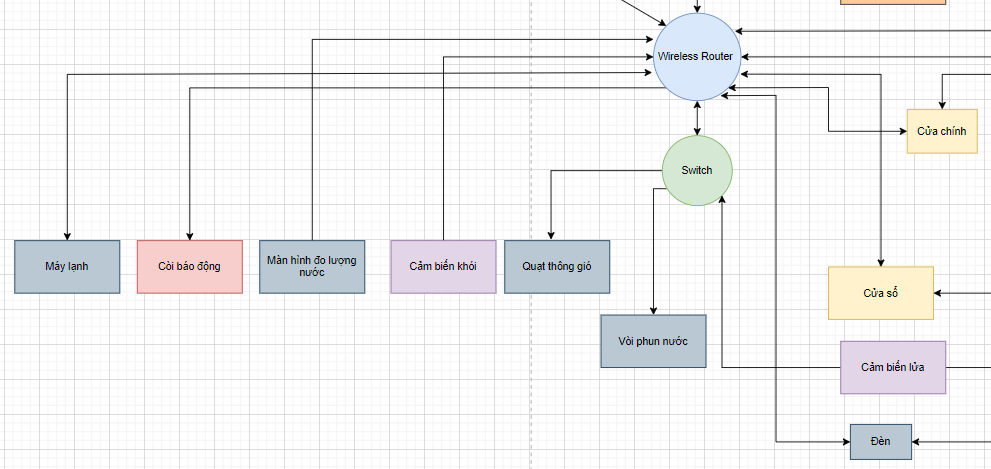 Wireless Router
Cửa chính
Switch
Máy lạnh
Còi báo động
Màn hình đo lượng
nước
Cảm biến khói
Quạt thông gió
Cửa sổ
Vòi phun nước
Cảm biến lửa
Đèn